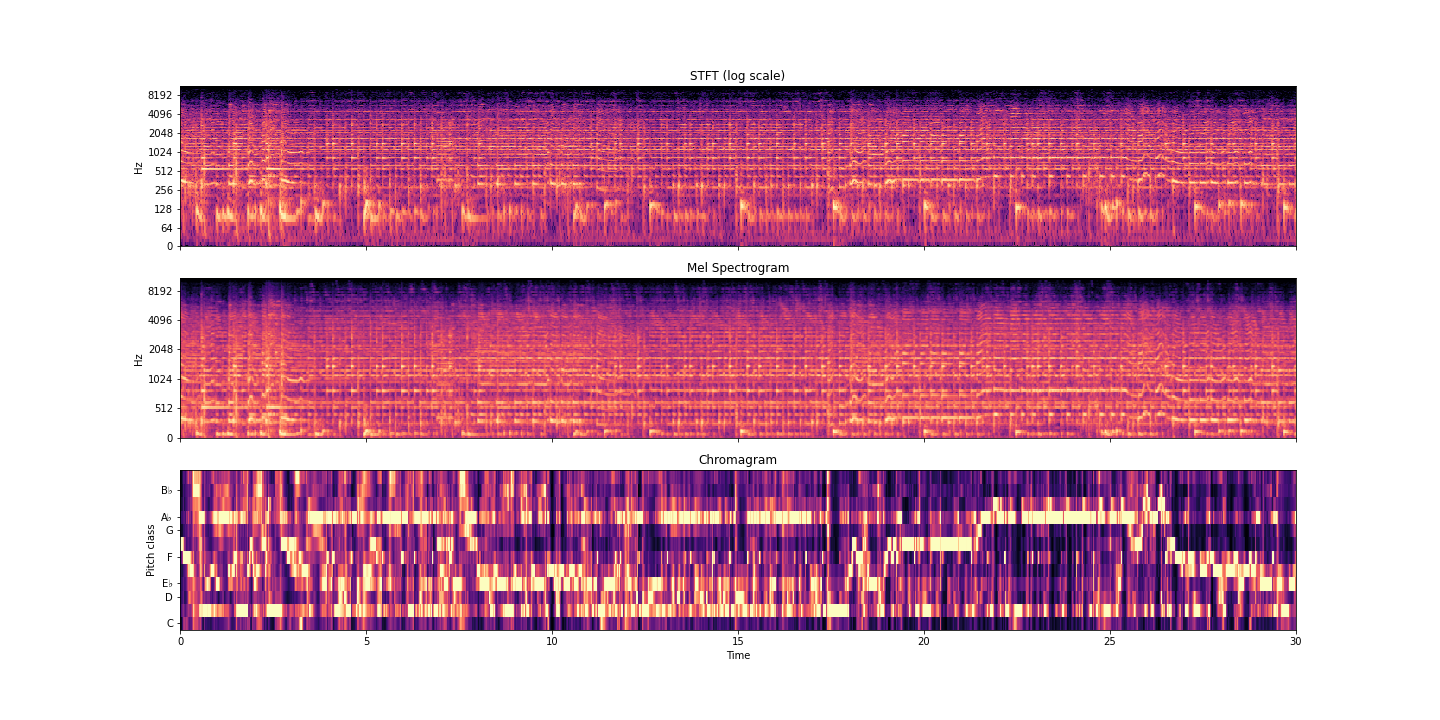 STFT (log scale)
8192
4096
2048
1024
512
256
128
64
0
Hz
Mel Spectrogram
8192
4096
2048
1024
512
0
Hz
Chromagram
B♭
A♭
G
F
E♭
D
C
Pitch class
0 5 10 15 20 25 30
Time